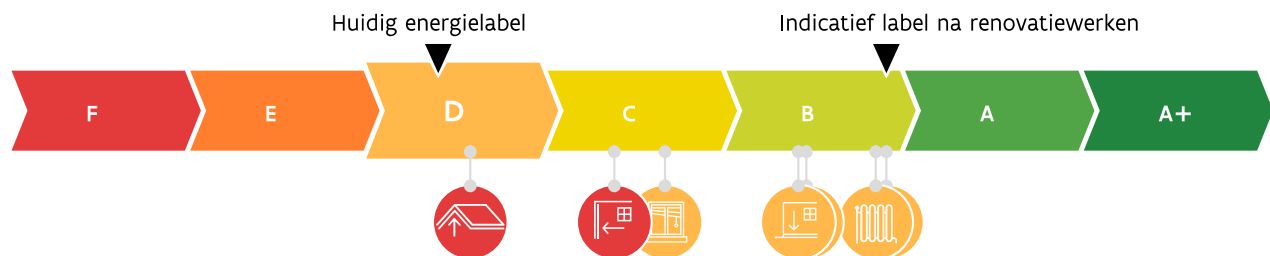 Huidig energielabel
Indicatief label na renovatiewerken
F
E
D
C
B
A
A+